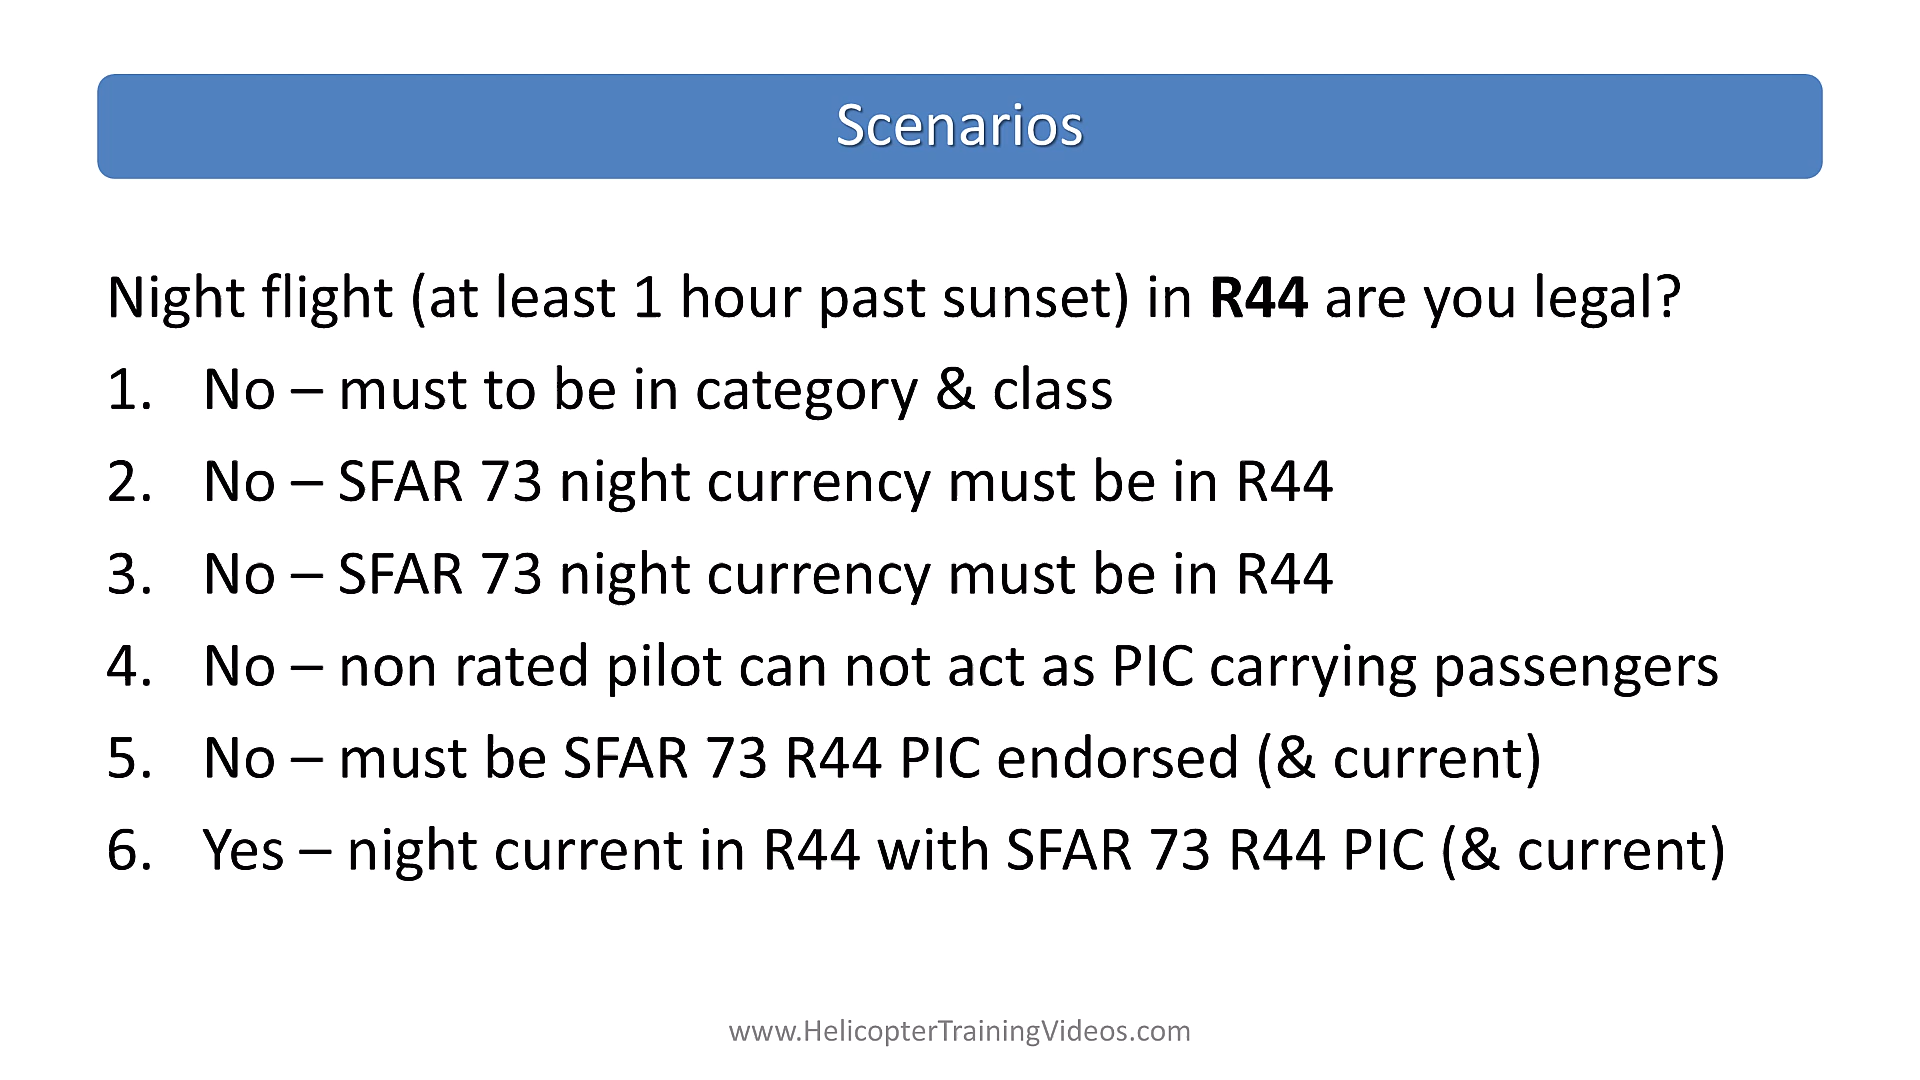 Scenarios
Night flight (at least 1 hour past sunset) in R44 are you legal?
1. No – must to be in category & class
2. No – SFAR 73 night currency must be in R44
3. No – SFAR 73 night currency must be in R44
4. No – non rated pilot can not act as PIC carrying passengers
5. No – must be SFAR 73 R44 PIC endorsed (& current)
6. Yes – night current in R44 with SFAR 73 R44 PIC (& current)
www.HelicopterTrainingVideos.com